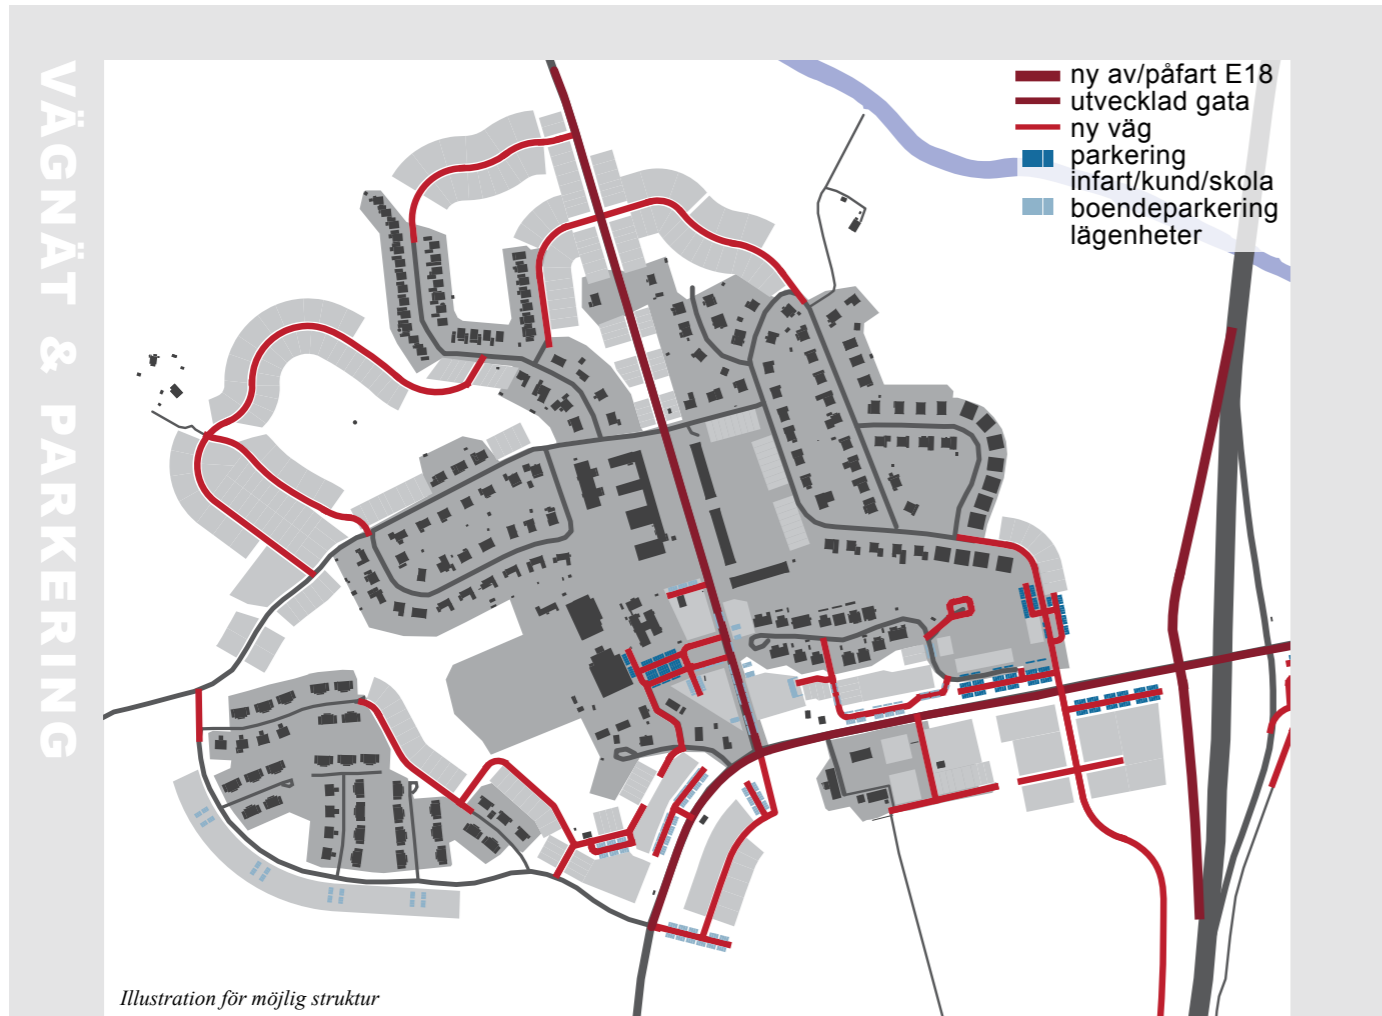 VÄGNÄT & PARKERING
ny av/påfart E18
utvecklad gata
ny väg
parkering
infart/kund/skola
boendeparkering
lägenheter
Illustration för möjlig struktur